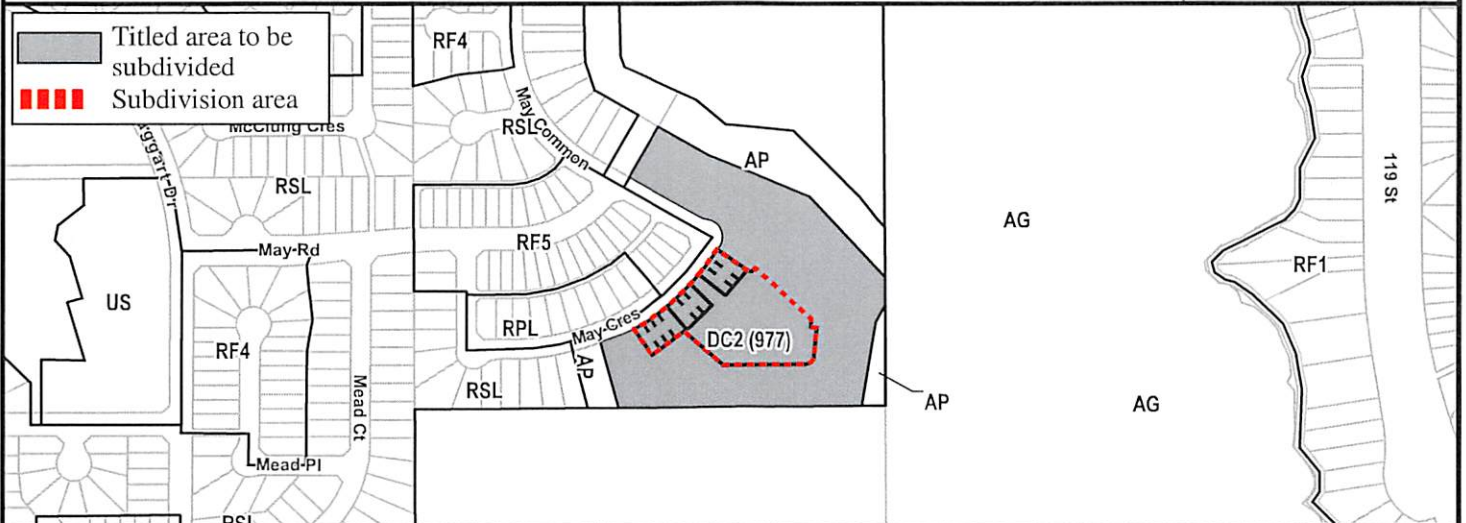 Titled area to be
subdivided
Subdivision area
RF4
McClung Cres
RSL
May Common
AP
119 St
RSL
AG
May Rd
RF5
RF1
US
RPL
May Cres
DC2 (977)
RF4
AP
RSL
AP
AG
Mead Ct
Mead Pl
RSL